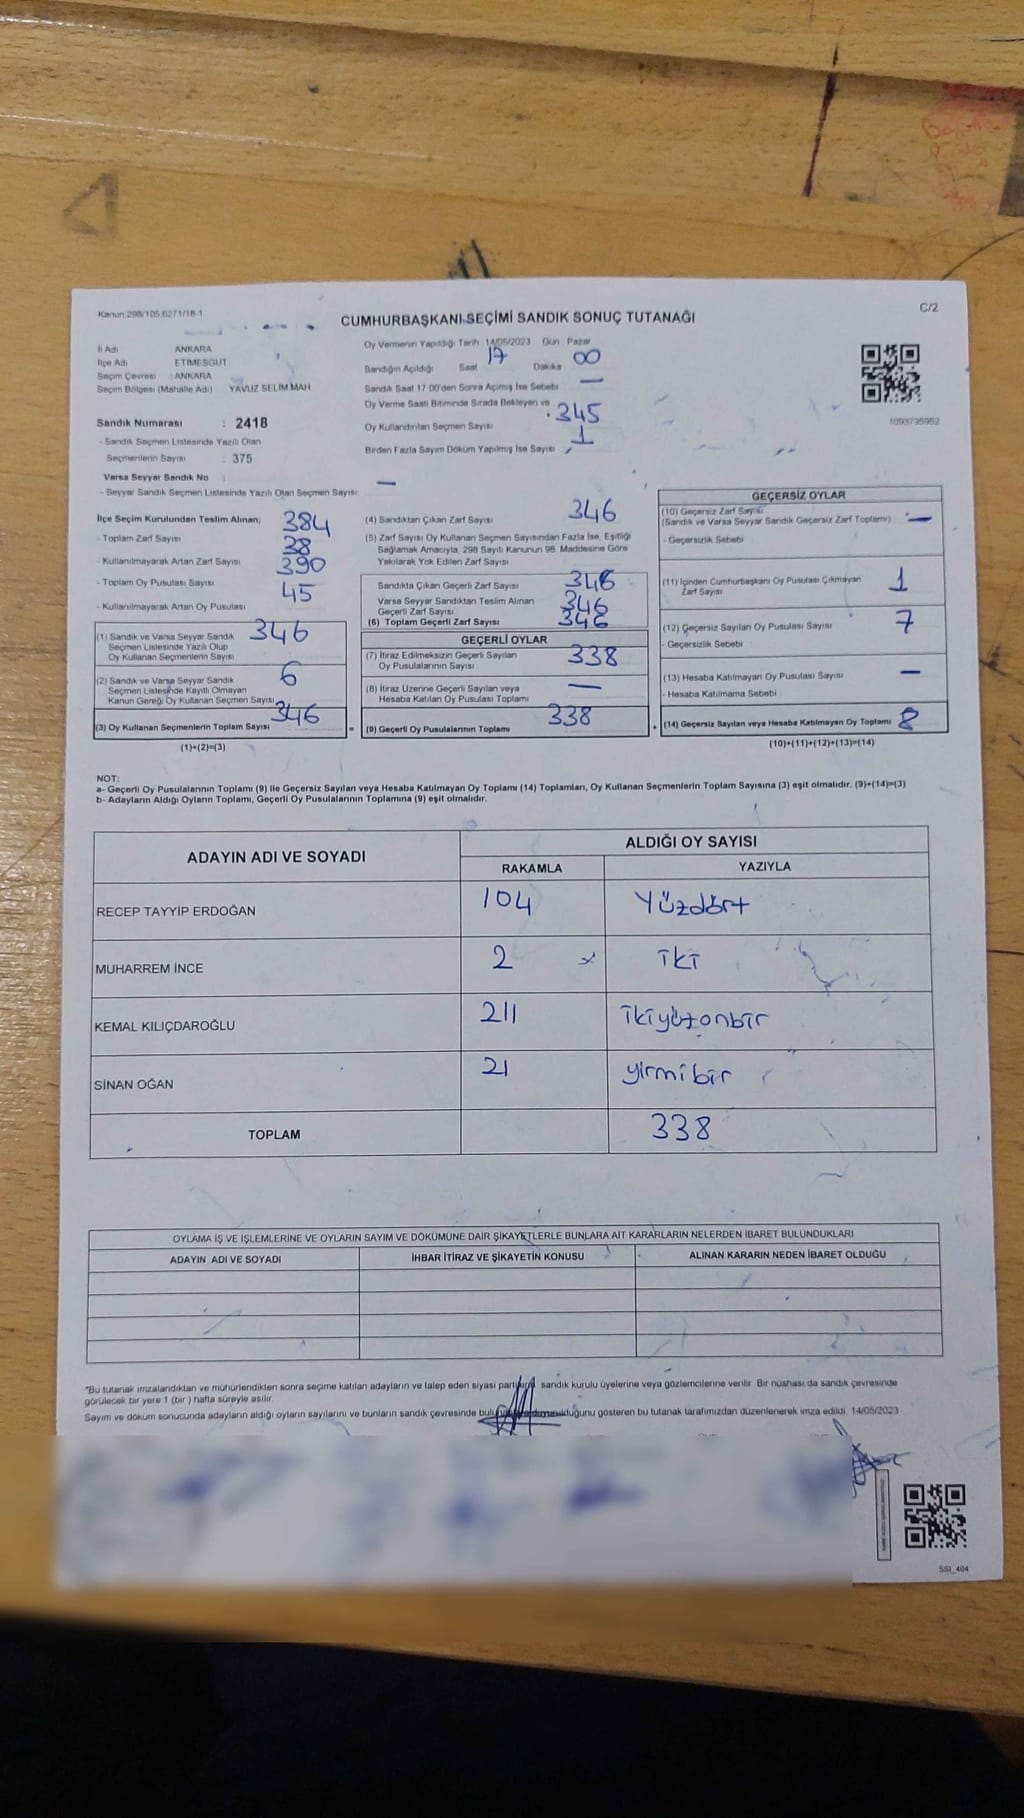 Kanun:298/105,6271/18-1
C/2
CUMHURBAŞKANI SEÇİMİ SANDIK SONUÇ TUTANAĞI
İl Adı ANKARA
İlçe Adı ETİMESGUT
Seçim Çevresi : ANKARA
Seçim Bölgesi (Mahalle Adı) YAVUZ SELİM MAH
Sandık Numarası : 2418
- Sandık Seçmen Listesinde Yazılı Olan
Seçmenlerin Sayısı : 375
Varsa Seyyar Sandık No :
- Seyyar Sandık Seçmen Listesinde Yazılı Olan Seçmen Sayısı: —
Oy Vermenin Yapıldığı Tarih 14/05/2023 Gün Pazar
Sandığın Açıldığı Saat 17 Dakika 00
Sandık Saat 17.00'den Sonra Açılmış İse Sebebi —
Oy Verme Saati Bitiminde Sırada Bekleyen ve
Oy Kullandırılan Seçmen Sayısı 345
Birden Fazla Sayım Döküm Yapılmış İse Sayısı 1
1093795952
İlçe Seçim Kurulundan Teslim Alınan;
- Toplam Zarf Sayısı 384
- Kullanılmayarak Artan Zarf Sayısı 38
- Toplam Oy Pusulası Sayısı 390
- Kullanılmayarak Artan Oy Pusulası 45
(1) Sandık ve Varsa Seyyar Sandık 346
Seçmen Listesinde Yazılı Olup
Oy Kullanan Seçmenlerin Sayısı
(2) Sandık ve Varsa Seyyar Sandık 6
Seçmen Listesinde Kayıtlı Olmayan
Kanun Gereği Oy Kullanan Seçmen Sayısı
(3) Oy Kullanan Seçmenlerin Toplam Sayısı 346
(1)+(2)=(3)
(4) Sandıktan Çıkan Zarf Sayısı 346
(5) Zarf Sayısı Oy Kullanan Seçmen Sayısından Fazla İse, Eşitliği
Sağlamak Amacıyla, 298 Sayılı Kanunun 98. Maddesine Göre
Yakılarak Yok Edilen Zarf Sayısı
Sandıkta Çıkan Geçerli Zarf Sayısı 346
Varsa Seyyar Sandıktan Teslim Alınan
Geçerli Zarf Sayısı 346
(6) Toplam Geçerli Zarf Sayısı 346
GEÇERLİ OYLAR
(7) İtiraz Edilmeksizin Geçerli Sayılan
Oy Pusulalarının Sayısı 338
(8) İtiraz Üzerine Geçerli Sayılan veya
Hesaba Katılan Oy Pusulası Toplamı —
= (9) Geçerli Oy Pusulalarının Toplamı 338 +
GEÇERSİZ OYLAR
(10) Geçersiz Zarf Sayısı
(Sandık ve Varsa Seyyar Sandık Geçersiz Zarf Toplamı) —
- Geçersizlik Sebebi
(11) İçinden Cumhurbaşkanı Oy Pusulası Çıkmayan
Zarf Sayısı 1
(12) Geçersiz Sayılan Oy Pusulası Sayısı 7
- Geçersizlik Sebebi
(13) Hesaba Katılmayan Oy Pusulası Sayısı —
- Hesaba Katılmama Sebebi
(14) Geçersiz Sayılan veya Hesaba Katılmayan Oy Toplamı 8
(10)+(11)+(12)+(13)=(14)
NOT:
a- Geçerli Oy Pusulalarının Toplamı (9) ile Geçersiz Sayılan veya Hesaba Katılmayan Oy Toplamı (14) Toplamları, Oy Kullanan Seçmenlerin Toplam Sayısına (3) eşit olmalıdır. (9)+(14)=(3)
b- Adayların Aldığı Oyların Toplamı, Geçerli Oy Pusulalarının Toplamına (9) eşit olmalıdır.
ADAYIN ADI VE SOYADI ALDIĞI OY SAYISI
RAKAMLA YAZIYLA
RECEP TAYYİP ERDOĞAN 104 Yüzdört
MUHARREM İNCE 2 iki
KEMAL KILIÇDAROĞLU 211 ikiyüzonbir
SİNAN OĞAN 21 yirmibir
TOPLAM 338
OYLAMA İŞ VE İŞLEMLERİNE VE OYLARIN SAYIM VE DÖKÜMÜNE DAİR ŞİKAYETLERLE BUNLARA AİT KARARLARIN NELERDEN İBARET BULUNDUKLARI
ADAYIN ADI VE SOYADI İHBAR İTİRAZ VE ŞİKAYETİN KONUSU ALINAN KARARIN NEDEN İBARET OLDUĞU
*Bu tutanak imzalandıktan ve mühürlendikten sonra seçime katılan adayların ve talep eden siyasi sandık kurulu üyelerine veya gözlemcilerine verilir. Bir nüshası da sandık çevresinde
görülecek bir yere 1 (bir ) hafta süreyle asılır.
Sayım ve döküm sonucunda adayların aldığı oyların sayılarını ve bunların sandık çevresinde gösteren bu tutanak tarafımızdan düzenlenerek imza edildi. 14/05/2023
SSI_404